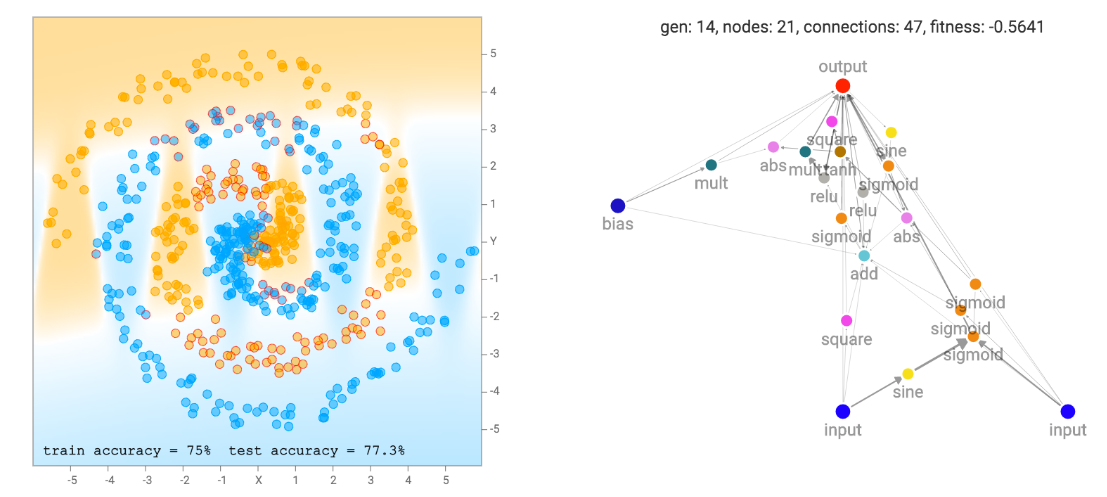 gen: 14, nodes: 21, connections: 47, fitness: -0.5641
output
square
sine
abs
mult
tanh
mult
sigmoid
relu
relu
bias
sigmoid
abs
add
sigmoid
sigmoid
square
sigmoid
sine
input
input
5
4
3
2
1
Y
-1
-2
-3
-4
-5
train accuracy = 75% test accuracy = 77.3%
-5 -4 -3 -2 -1 X 1 2 3 4 5